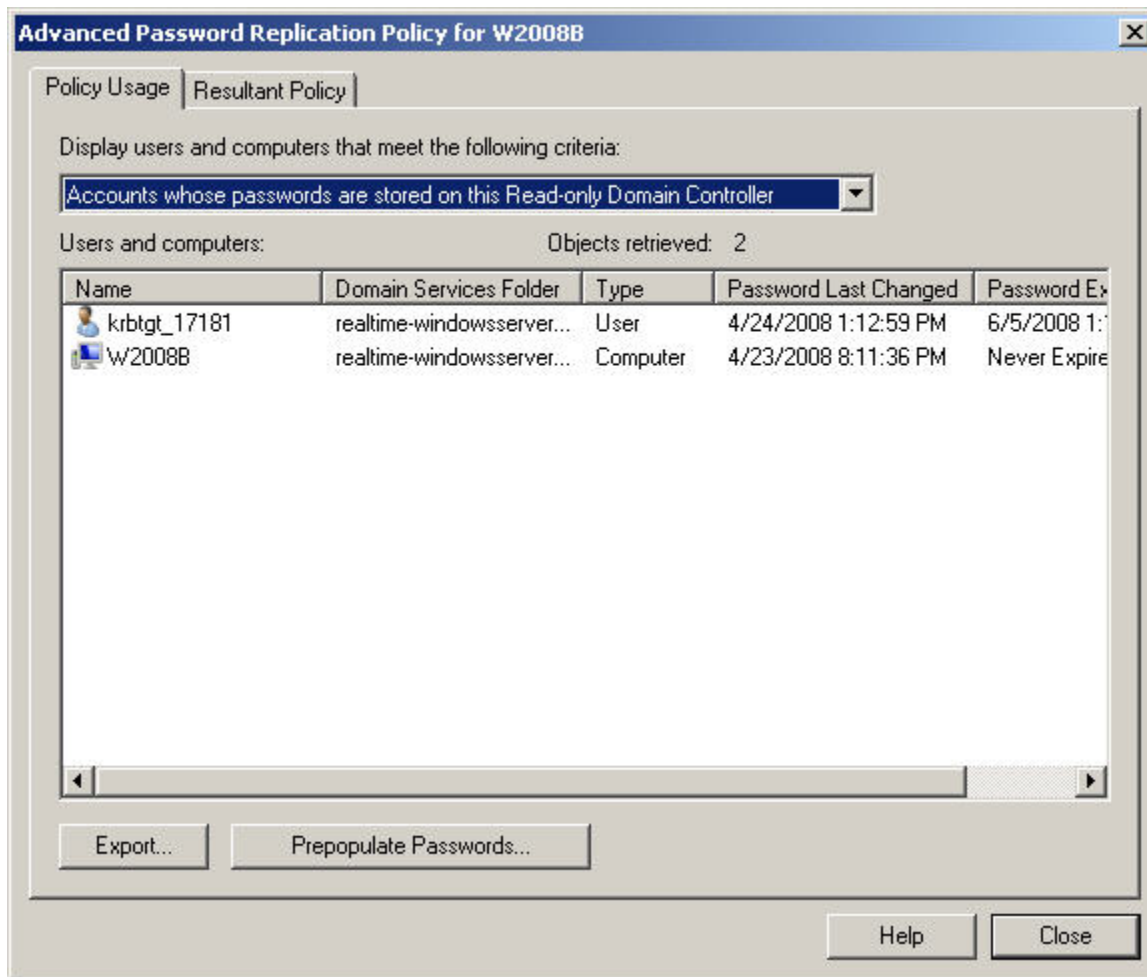 Advanced Password Replication Policy for W2008B
Policy Usage Resultant Policy
Display users and computers that meet the following criteria:
Accounts whose passwords are stored on this Read-only Domain Controller
Users and computers: Objects retrieved: 2
Name Domain Services Folder Type Password Last Changed Password Ex
krbtgt_17181 realtime-windowsserver... User 4/24/2008 1:12:59 PM 6/5/2008 1:1
W2008B realtime-windowsserver... Computer 4/23/2008 8:11:36 PM Never Expire
Export... Prepopulate Passwords...
Help Close